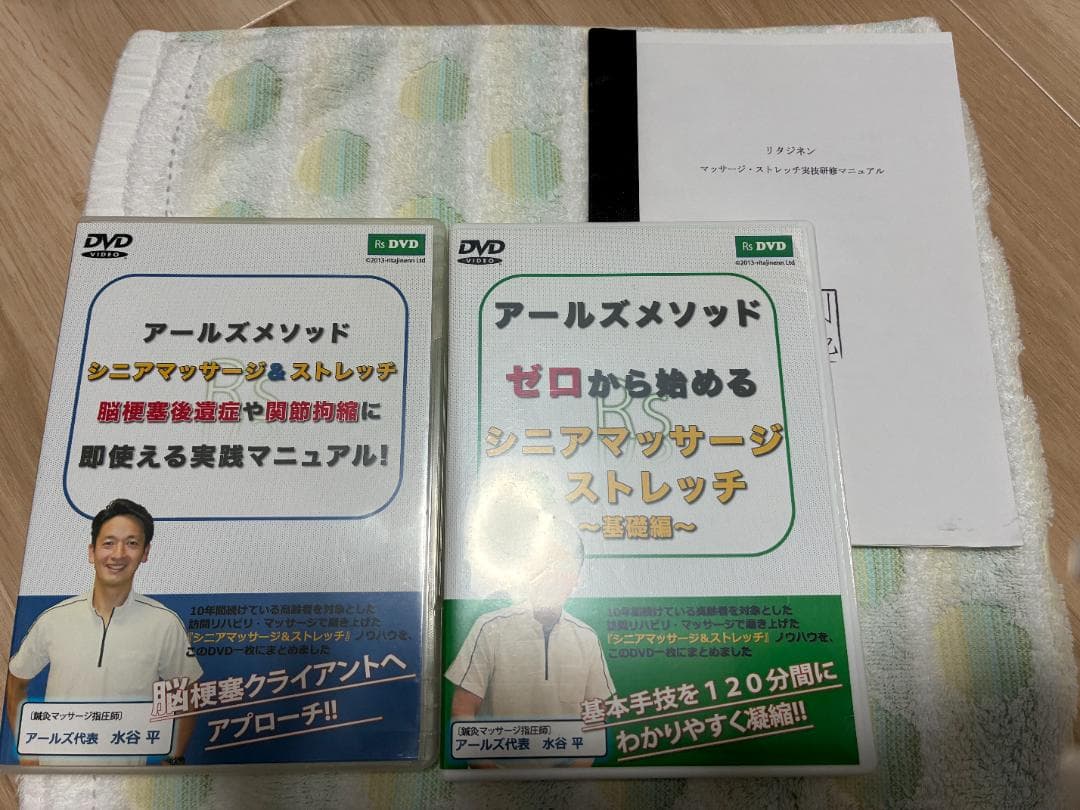 リタジネン
マッサージ・ストレッチ実技研修マニュアル
DVD
VIDEO
Rs DVD
©2013-ritajinenn Ltd
アールズメソッド
シニアマッサージ&ストレッチ
脳梗塞後遺症や関節拘縮に
即使える実践マニュアル!
Rs
10年間続けている高齢者を対象とした
訪問リハビリ・マッサージで磨き上げた
『シニアマッサージ&ストレッチ』ノウハウを、
このDVD一枚にまとめました
脳梗塞クライアントへ
アプローチ!!
〔鍼灸マッサージ指圧師〕
アールズ代表 水谷 平
DVD
VIDEO
Rs DVD
©2013-ritajinenn Ltd
アールズメソッド
ゼロから始める
Rs
シニアマッサージ
& ストレッチ
~基礎編~
10年間続けている高齢者を対象とした
訪問リハビリ・マッサージで磨き上げた
『シニアマッサージ&ストレッチ』ノウハウを、
このDVD一枚にまとめました
基本手技を120分間に
わかりやすく凝縮!!
〔鍼灸マッサージ指圧師〕
アールズ代表 水谷 平